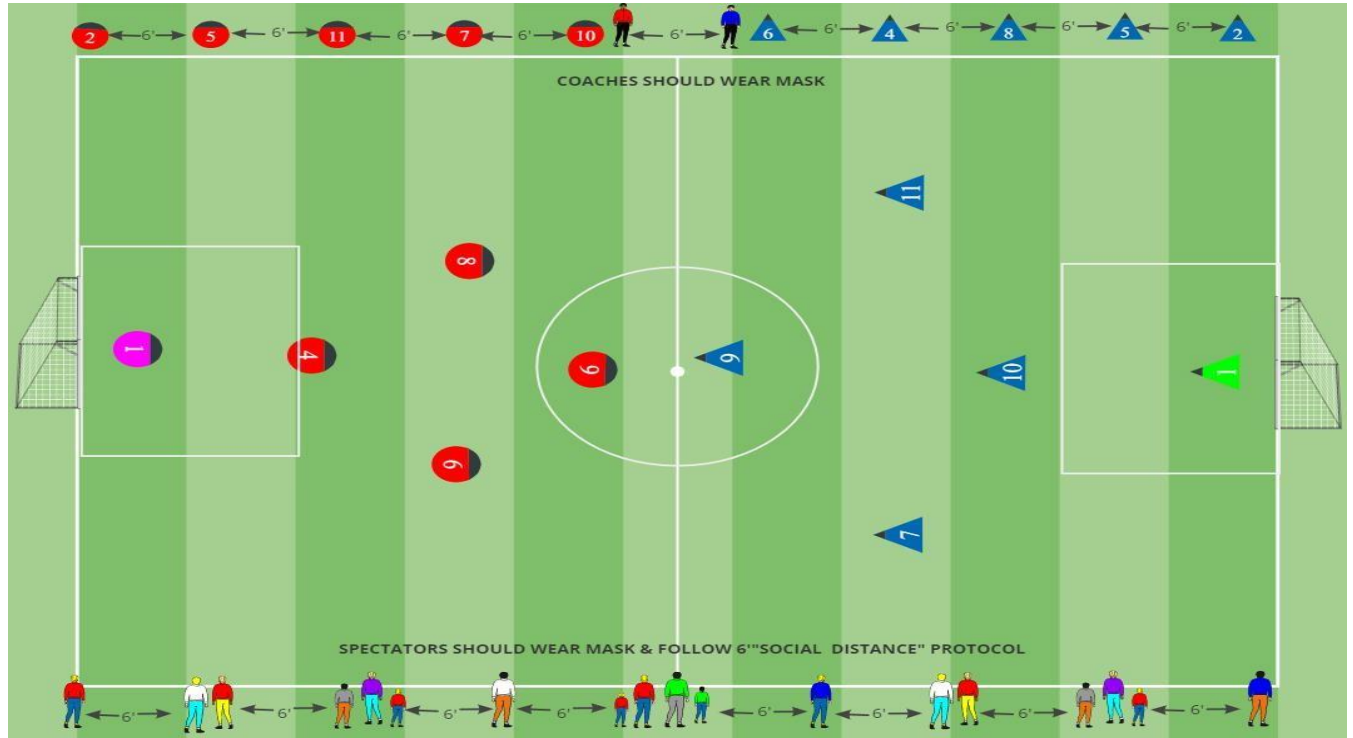 2 6' 5 6' 11 6' 7 6' 10 6' 6 6' 4 6' 8 6' 5 6' 2
COACHES SHOULD WEAR MASK
11
8
1 4 9 9 10 1
6
7
SPECTATORS SHOULD WEAR MASK & FOLLOW 6'"SOCIAL DISTANCE" PROTOCOL
6' 6' 6' 6' 6' 6' 6' 6'